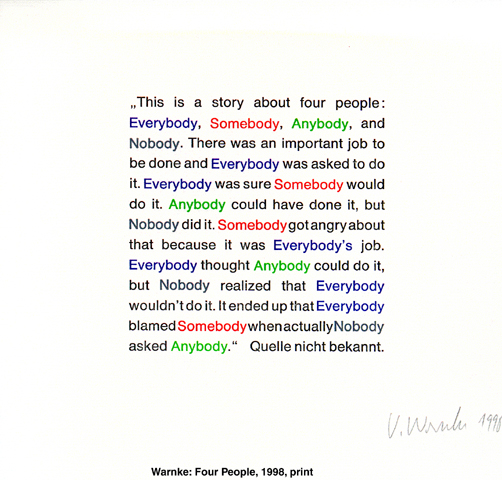 „This is a story about four people:
Everybody, Somebody, Anybody, and
Nobody. There was an important job to
be done and Everybody was asked to do
it. Everybody was sure Somebody would
do it. Anybody could have done it, but
Nobody did it. Somebody got angry about
that because it was Everybody's job.
Everybody thought Anybody could do it,
but Nobody realized that Everybody
wouldn't do it. It ended up that Everybody
blamed Somebody when actually Nobody
asked Anybody.“ Quelle nicht bekannt.
V. Warnke 1998
Warnke: Four People, 1998, print